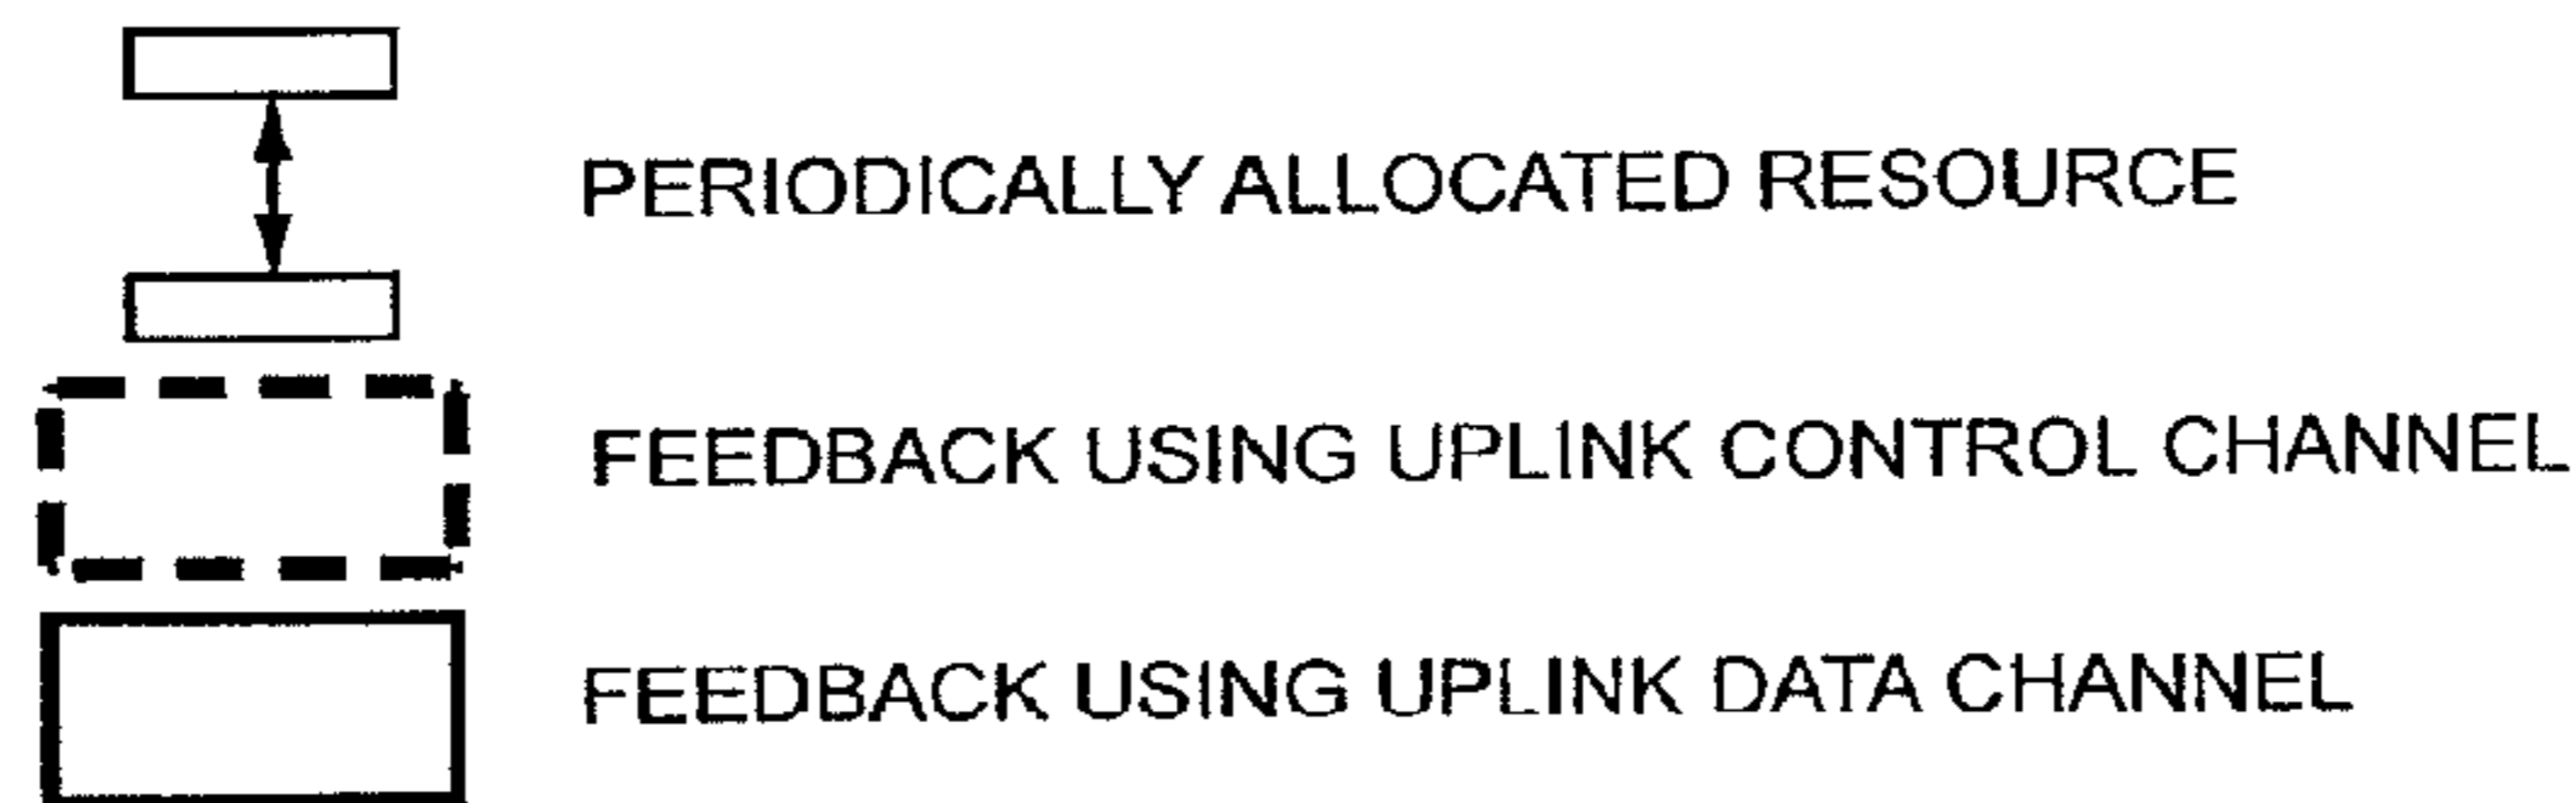 PERIODICALLY ALLOCATED RESOURCE
FEEDBACK USING UPLINK CONTROL CHANNEL
FEEDBACK USING UPLINK DATA CHANNEL